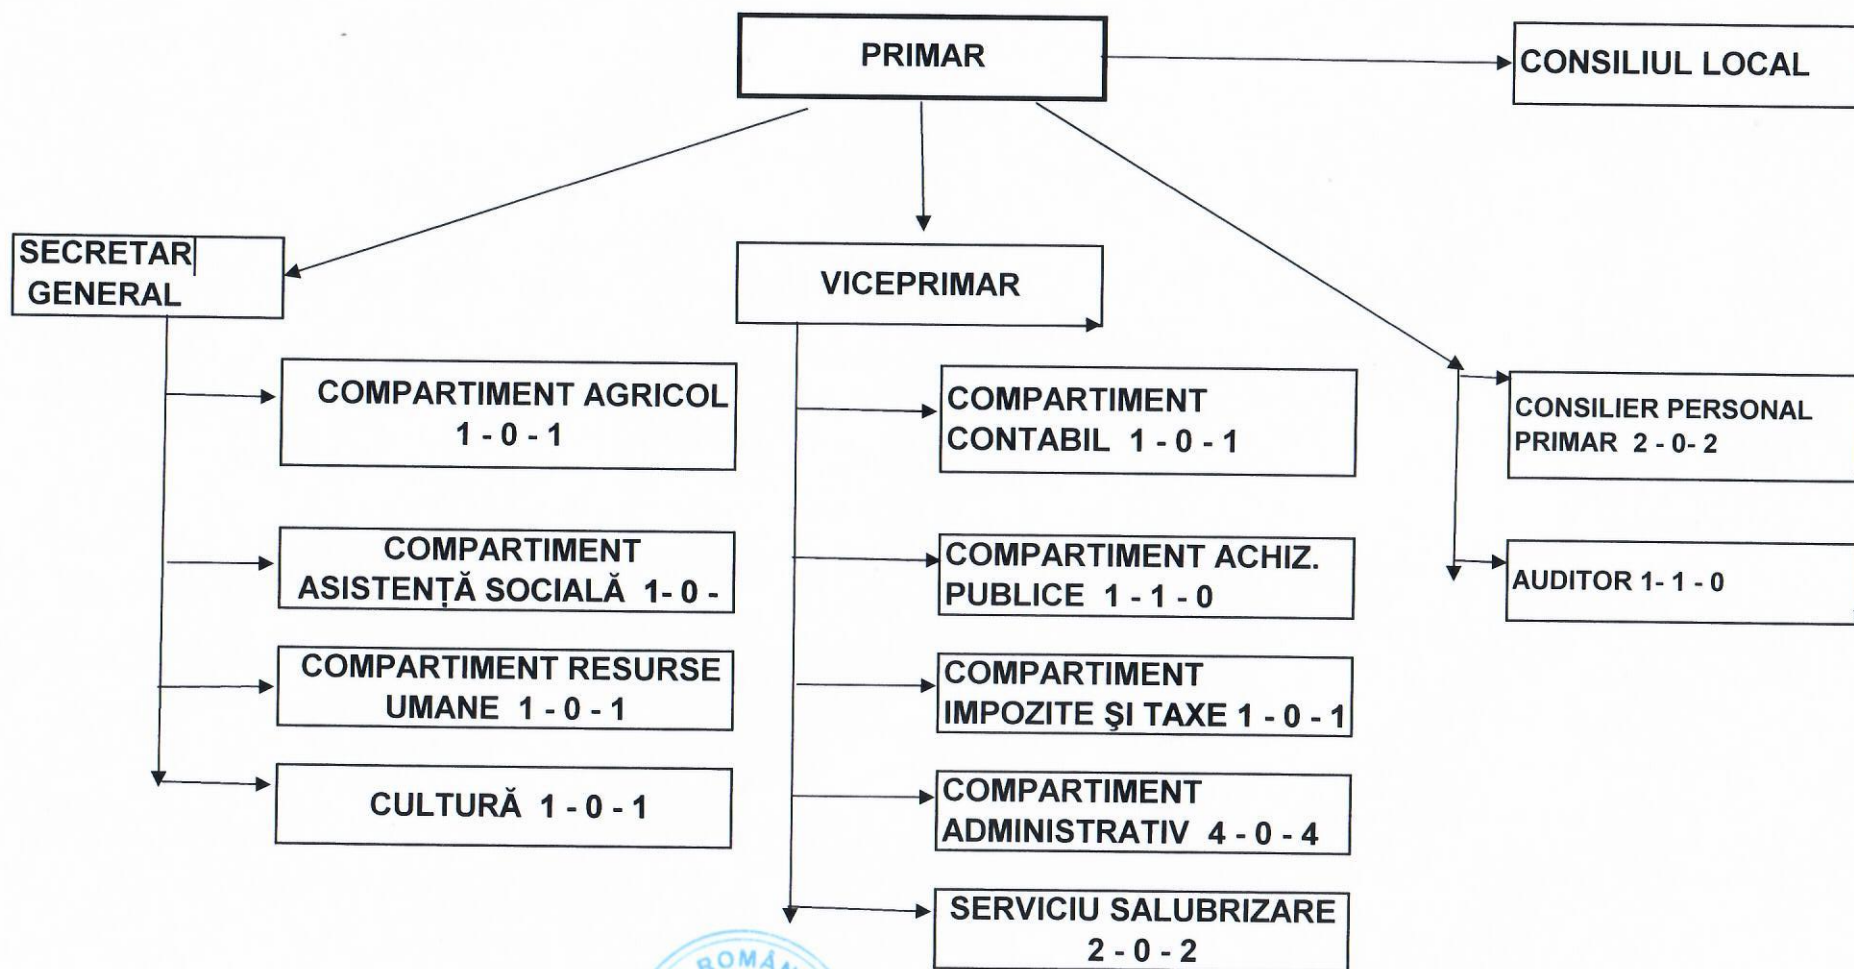 PRIMAR
CONSILIUL LOCAL
SECRETAR
GENERAL
VICEPRIMAR
COMPARTIMENT AGRICOL
1 - 0 - 1
COMPARTIMENT
ASISTENȚĂ SOCIALĂ 1- 0 -
COMPARTIMENT RESURSE
UMANE 1 - 0 - 1
CULTURĂ 1 - 0 - 1
COMPARTIMENT
CONTABIL 1 - 0 - 1
COMPARTIMENT ACHIZ.
PUBLICE 1 - 1 - 0
COMPARTIMENT
IMPOZITE ŞI TAXE 1 - 0 - 1
COMPARTIMENT
ADMINISTRATIV 4 - 0 - 4
SERVICIU SALUBRIZARE
2 - 0 - 2
CONSILIER PERSONAL
PRIMAR 2 - 0- 2
AUDITOR 1- 1 - 0